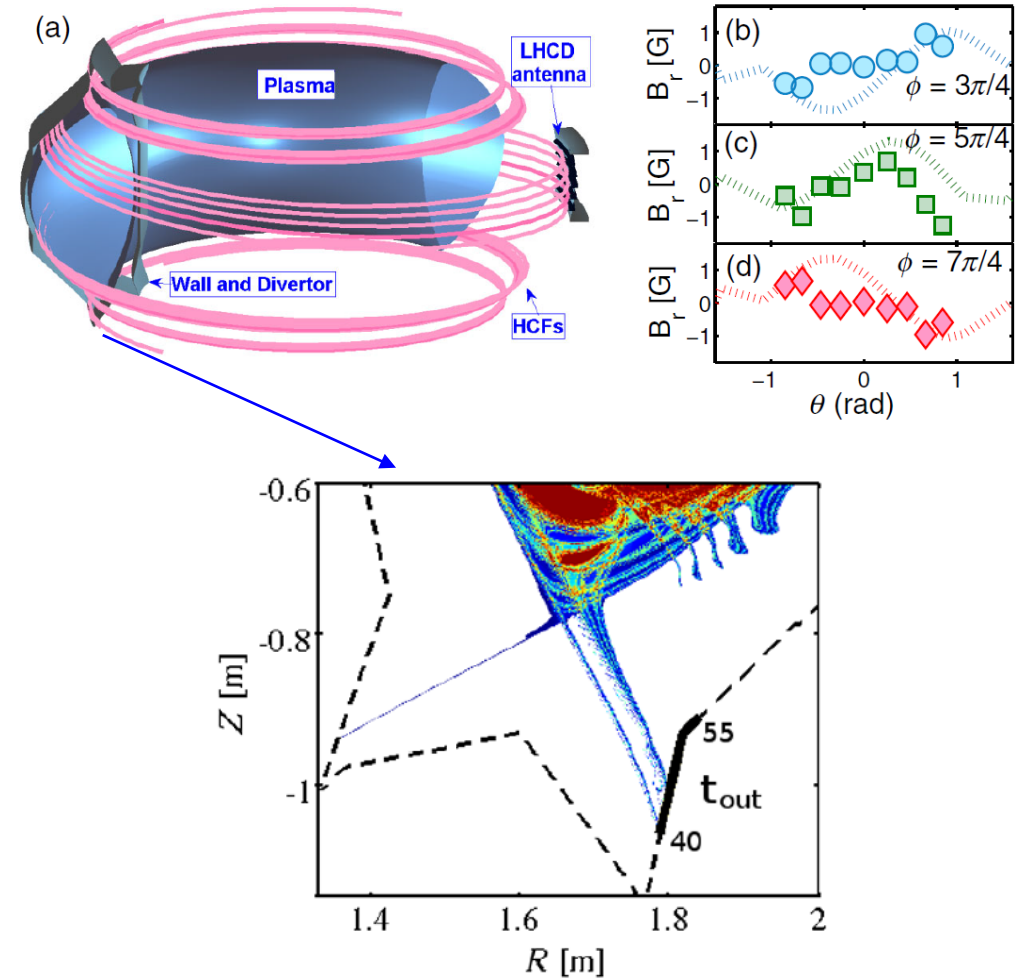 (a)
LHCD
antenna
Plasma
Wall and Divertor
HCFs
(b)
B_r [G]
1
0
−1
ϕ = 3π/4
(c)
B_r [G]
1
0
−1
ϕ = 5π/4
(d)
B_r [G]
1
0
−1
ϕ = 7π/4
−1 0 1
θ (rad)
-0.6
-0.8
-1
Z [m]
55
t_out
40
1.4 1.6 1.8 2
R [m]